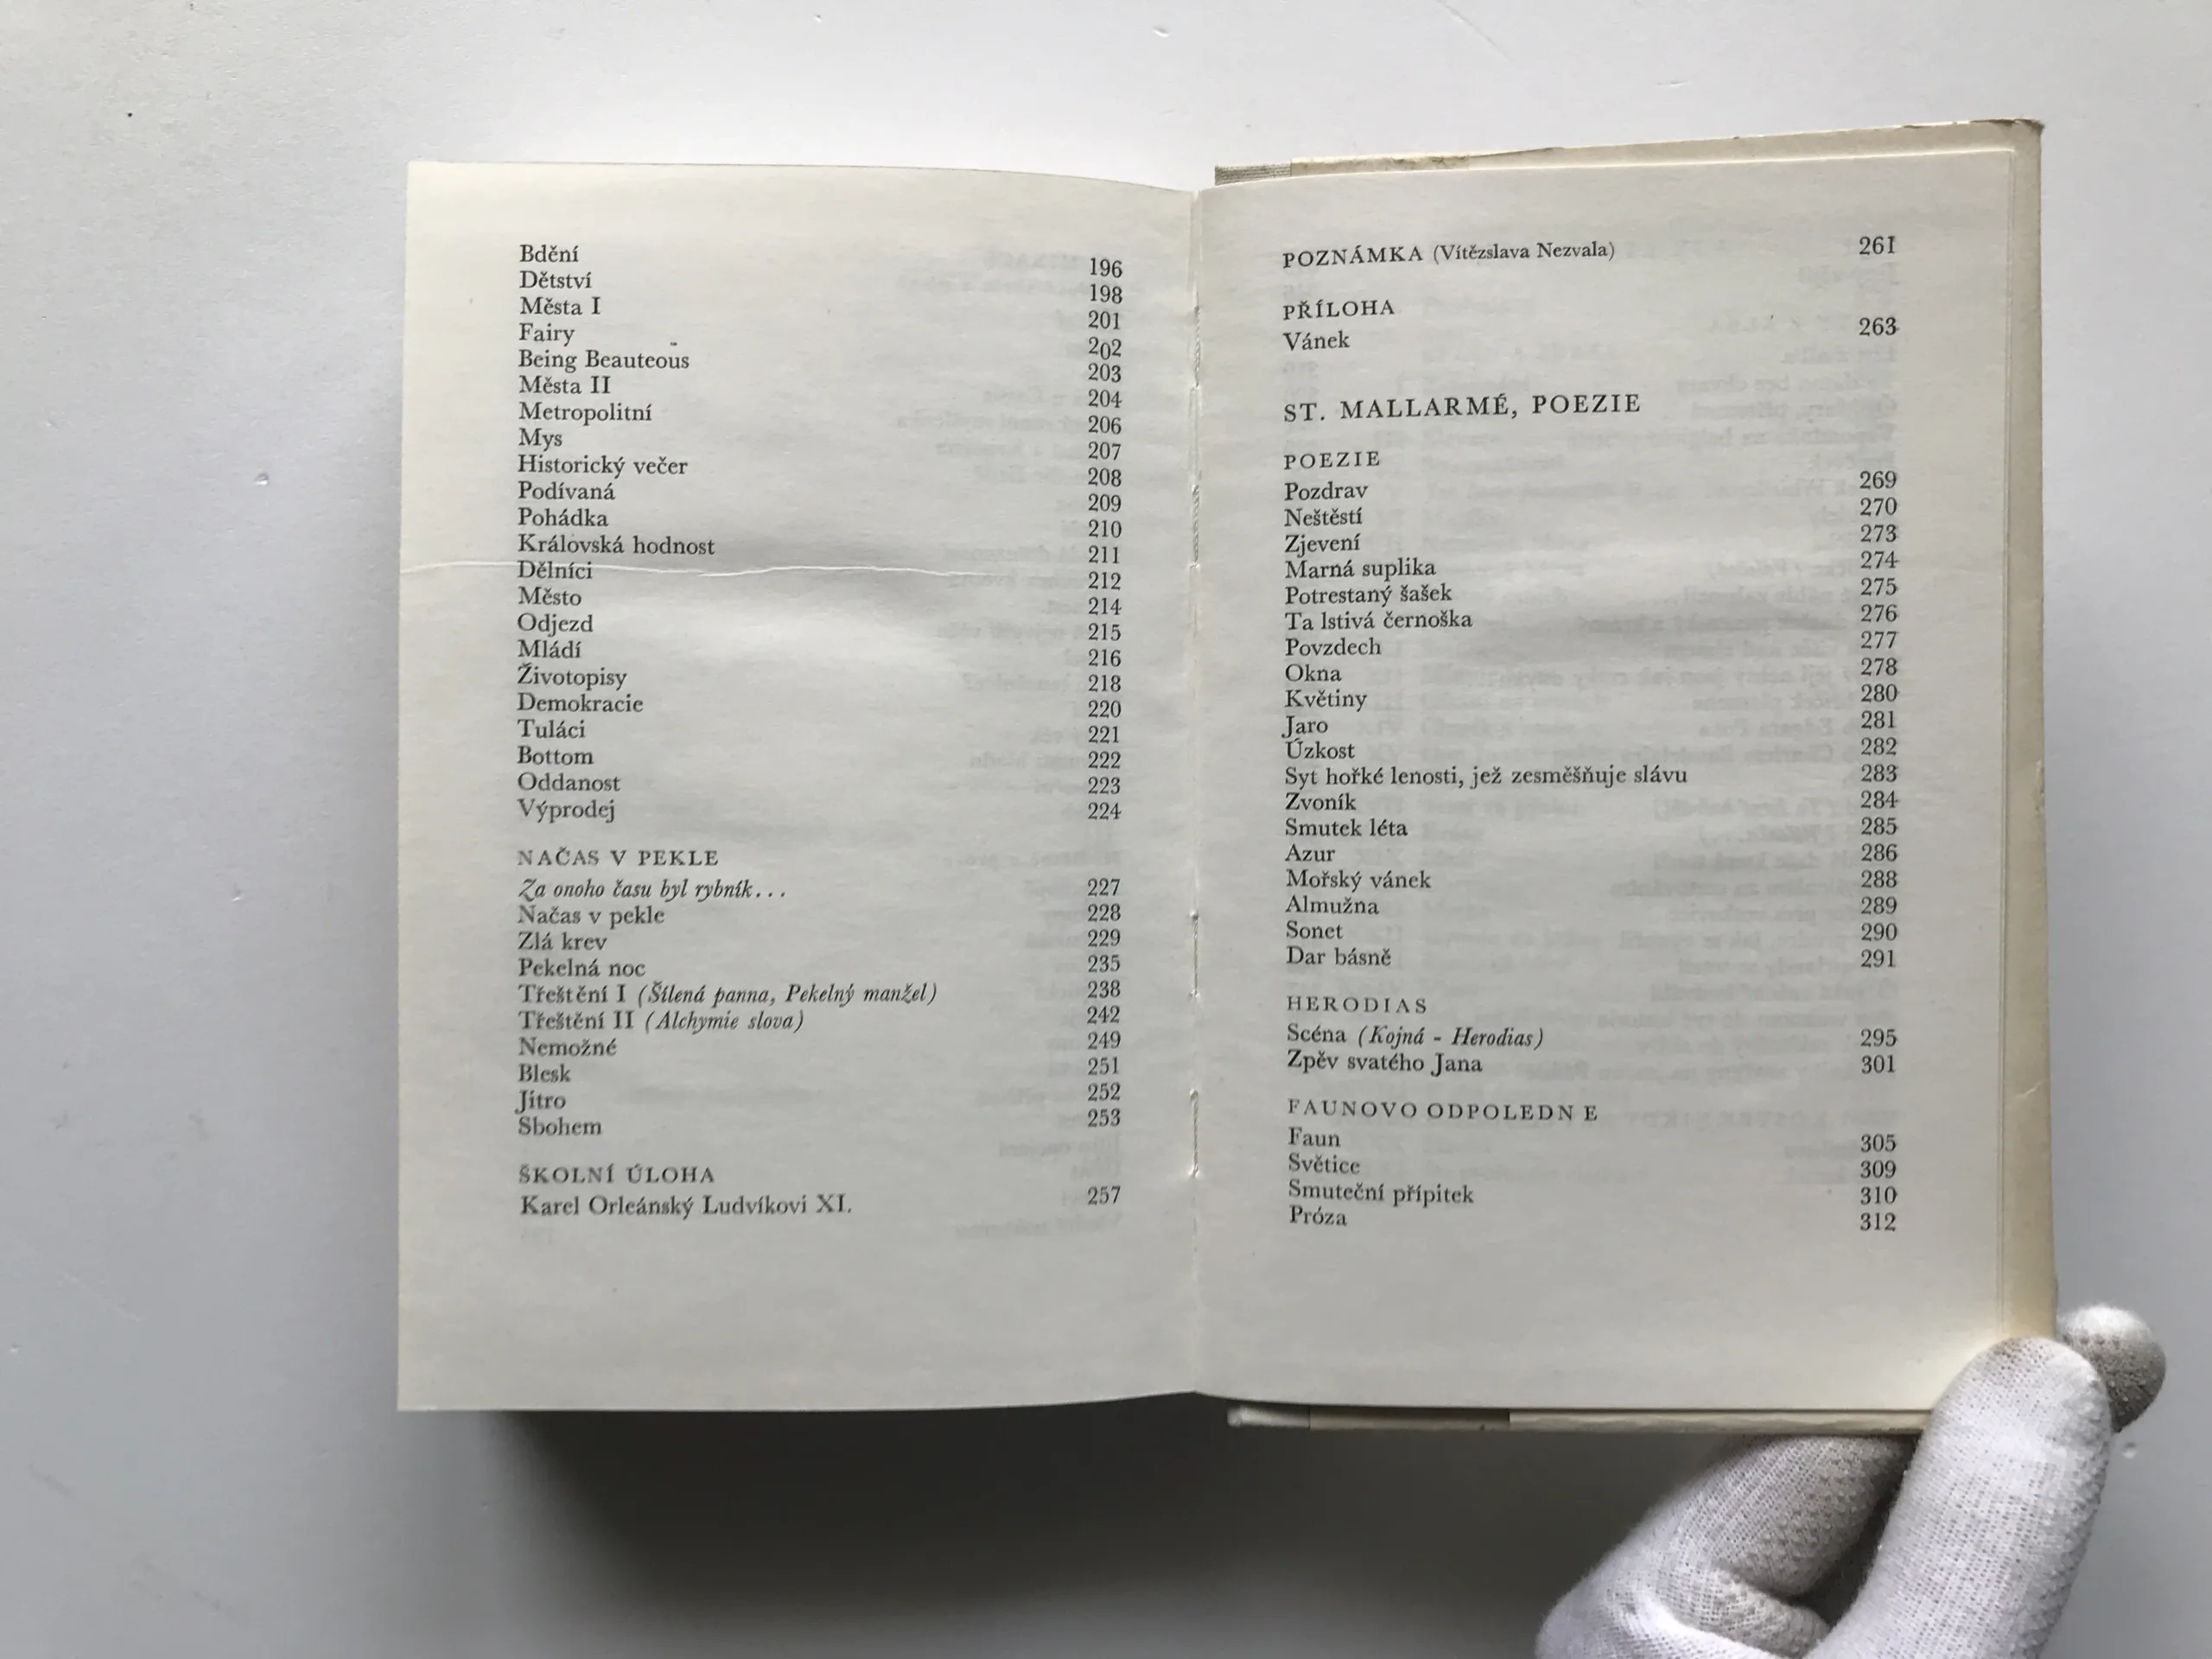 Bdění 196
Dětství 198
Města I 201
Fairy 202
Being Beauteous 203
Města II 204
Metropolitní 206
Mys 207
Historický večer 208
Podívaná 209
Pohádka 210
Královská hodnost 211
Dělníci 212
Město 214
Odjezd 215
Mládí 216
Životopisy 218
Demokracie 220
Tuláci 221
Bottom 222
Oddanost 223
Výprodej 224
NAČAS V PEKLE
Za onoho času byl rybník... 227
Načas v pekle 228
Zlá krev 229
Pekelná noc 235
Třeštění I (Šílená panna, Pekelný manžel) 238
Třeštění II (Alchymie slova) 242
Nemožné 249
Blesk 251
Jitro 252
Sbohem 253
ŠKOLNÍ ÚLOHA
Karel Orleánský Ludvíkovi XI. 257
POZNÁMKA (Vítězslava Nezvala) 261
PŘÍLOHA
Vánek 263
ST. MALLARMÉ, POEZIE
POEZIE
Pozdrav 269
Neštěstí 270
Zjevení 273
Marná suplika 274
Potrestaný šašek 275
Ta lstivá černoška 276
Povzdech 277
Okna 278
Květiny 280
Jaro 281
Úzkost 282
Syt hořké lenosti, jež zesměšňuje slávu 283
Zvoník 284
Smutek léta 285
Azur 286
Mořský vánek 288
Almužna 289
Sonet 290
Dar básně 291
HERODIAS
Scéna (Kojná - Herodias) 295
Zpěv svatého Jana 301
FAUNOVO ODPOLEDN E
Faun 305
Světice 309
Smuteční přípitek 310
Próza 312